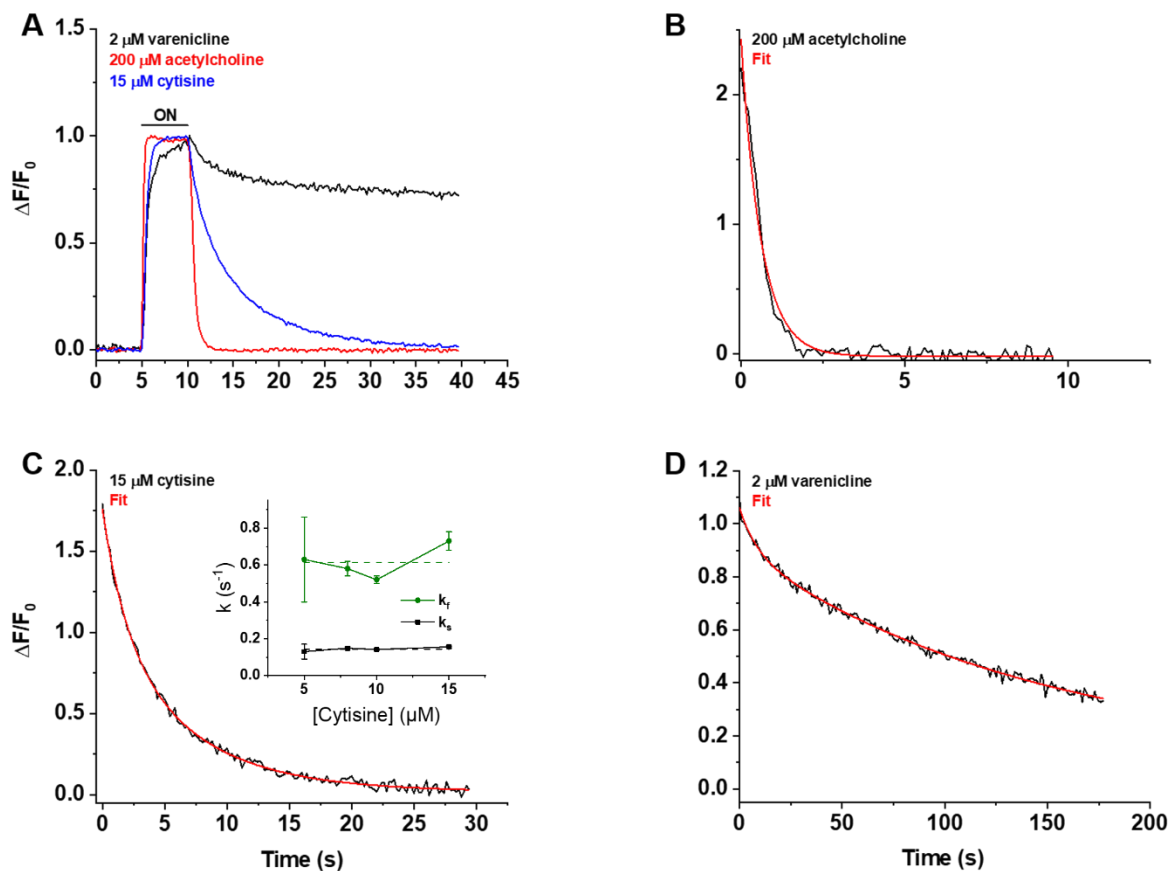 A
2 μM varenicline
200 μM acetylcholine
15 μM cytisine
ON
ΔF/F0
1.0
0.5
0.0
0 5 10 15 20 25 30 35 40 45
B
200 μM acetylcholine
Fit
2
1
0
0 5 10
C
2.0
15 μM cytisine
Fit
1.5
1.0
0.5
0.0
ΔF/F0
0 5 10 15 20 25 30
Time (s)
k (s-1)
0.8
0.6
0.4
0.2
0.0
kf
ks
5 10 15
[Cytisine] (μM)
D
1.2
2 μM varenicline
Fit
1.0
0.8
0.6
0.4
0.2
0.0
0 50 100 150 200
Time (s)